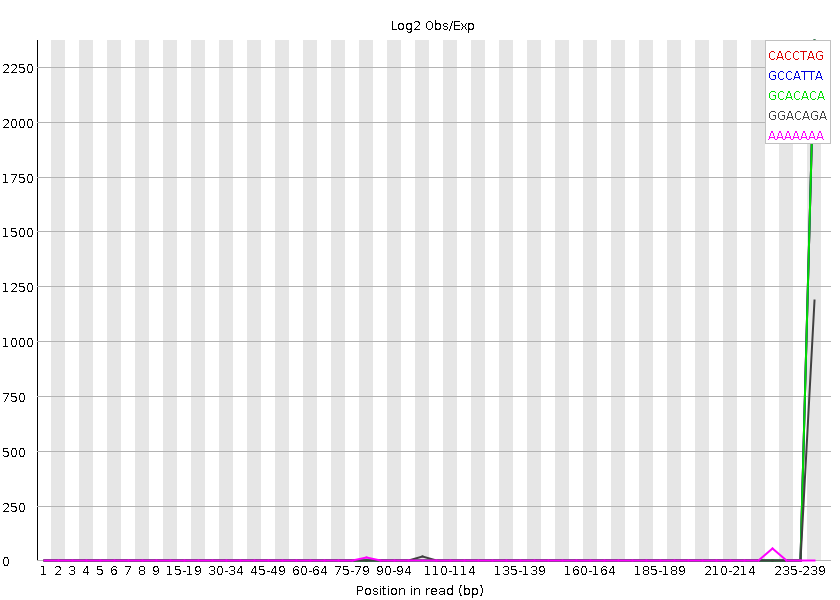 Log2 Obs/Exp
2250
2000
1750
1500
1250
1000
750
500
250
0
CACCTAG
GCCATTA
GCACACA
GGACAGA
AAAAAAA
1 2 3 4 5 6 7 8 9 15-19 30-34 45-49 60-64 75-79 90-94 110-114 135-139 160-164 185-189 210-214 235-239
Position in read (bp)